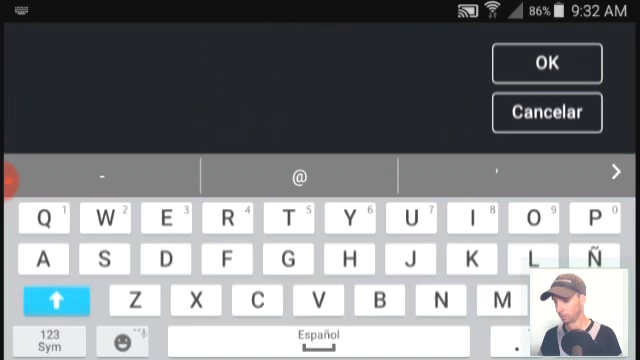 86% 9:32 AM
OK
Cancelar
- @ '
Q 1 W 2 E 3 R 4 T 5 Y 6 U 7 I 8 O 9 P 0
A S D F G H J K L Ñ
Z X C V B N M
123
Sym
Español
.